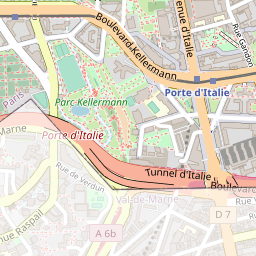 Boulevard Kellermann
Avenue d'Italie
Rue Gandon
Porte d'Italie
Parc Kellermann
Paris
Marne
Porte d'Italie
Rue de Verdun
Tunnel d'Italie
Boule
Val-de-Marne
D 7
A 6b
Raspail